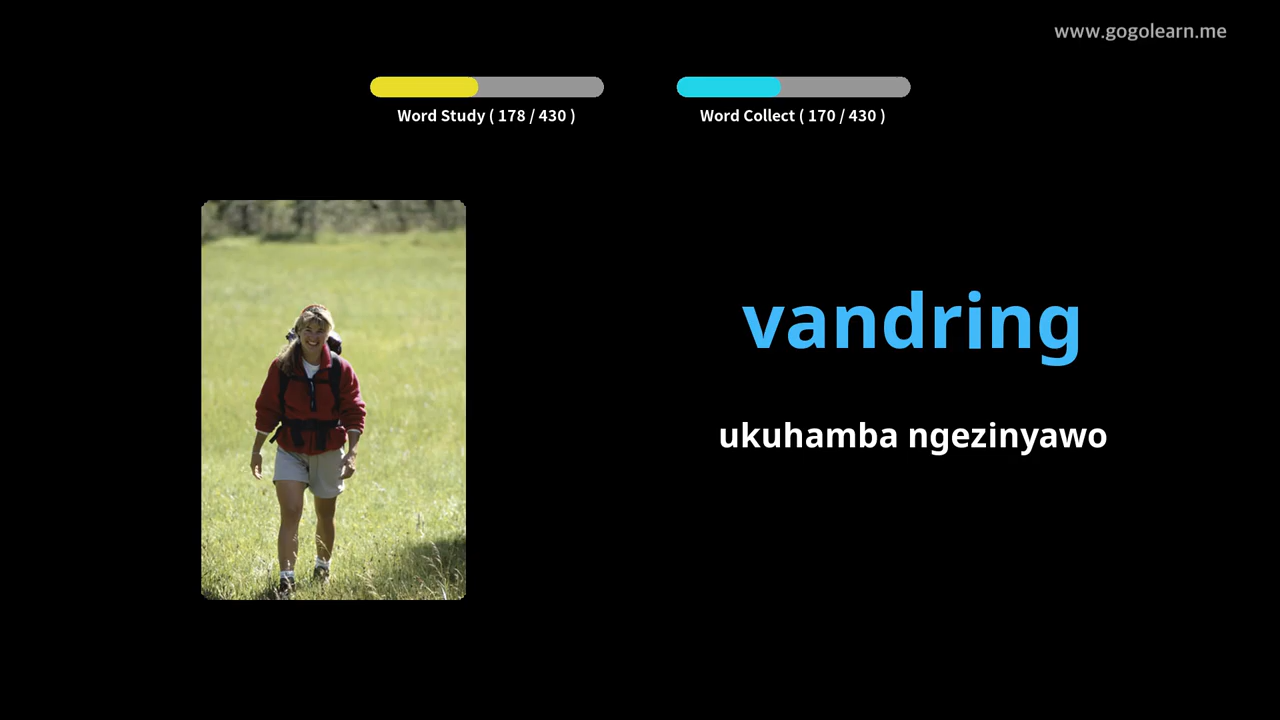 www.gogolearn.me
Word Study ( 178 / 430 )
Word Collect ( 170 / 430 )
vandring
ukuhamba ngezinyawo